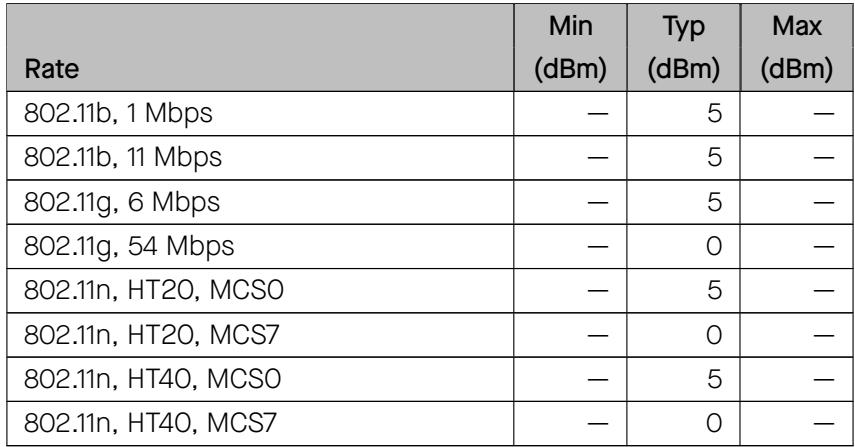 Rate Min (dBm) Typ (dBm) Max (dBm)
802.11b, 1 Mbps — 5 —
802.11b, 11 Mbps — 5 —
802.11g, 6 Mbps — 5 —
802.11g, 54 Mbps — 0 —
802.11n, HT20, MCS0 — 5 —
802.11n, HT20, MCS7 — 0 —
802.11n, HT40, MCS0 — 5 —
802.11n, HT40, MCS7 — 0 —